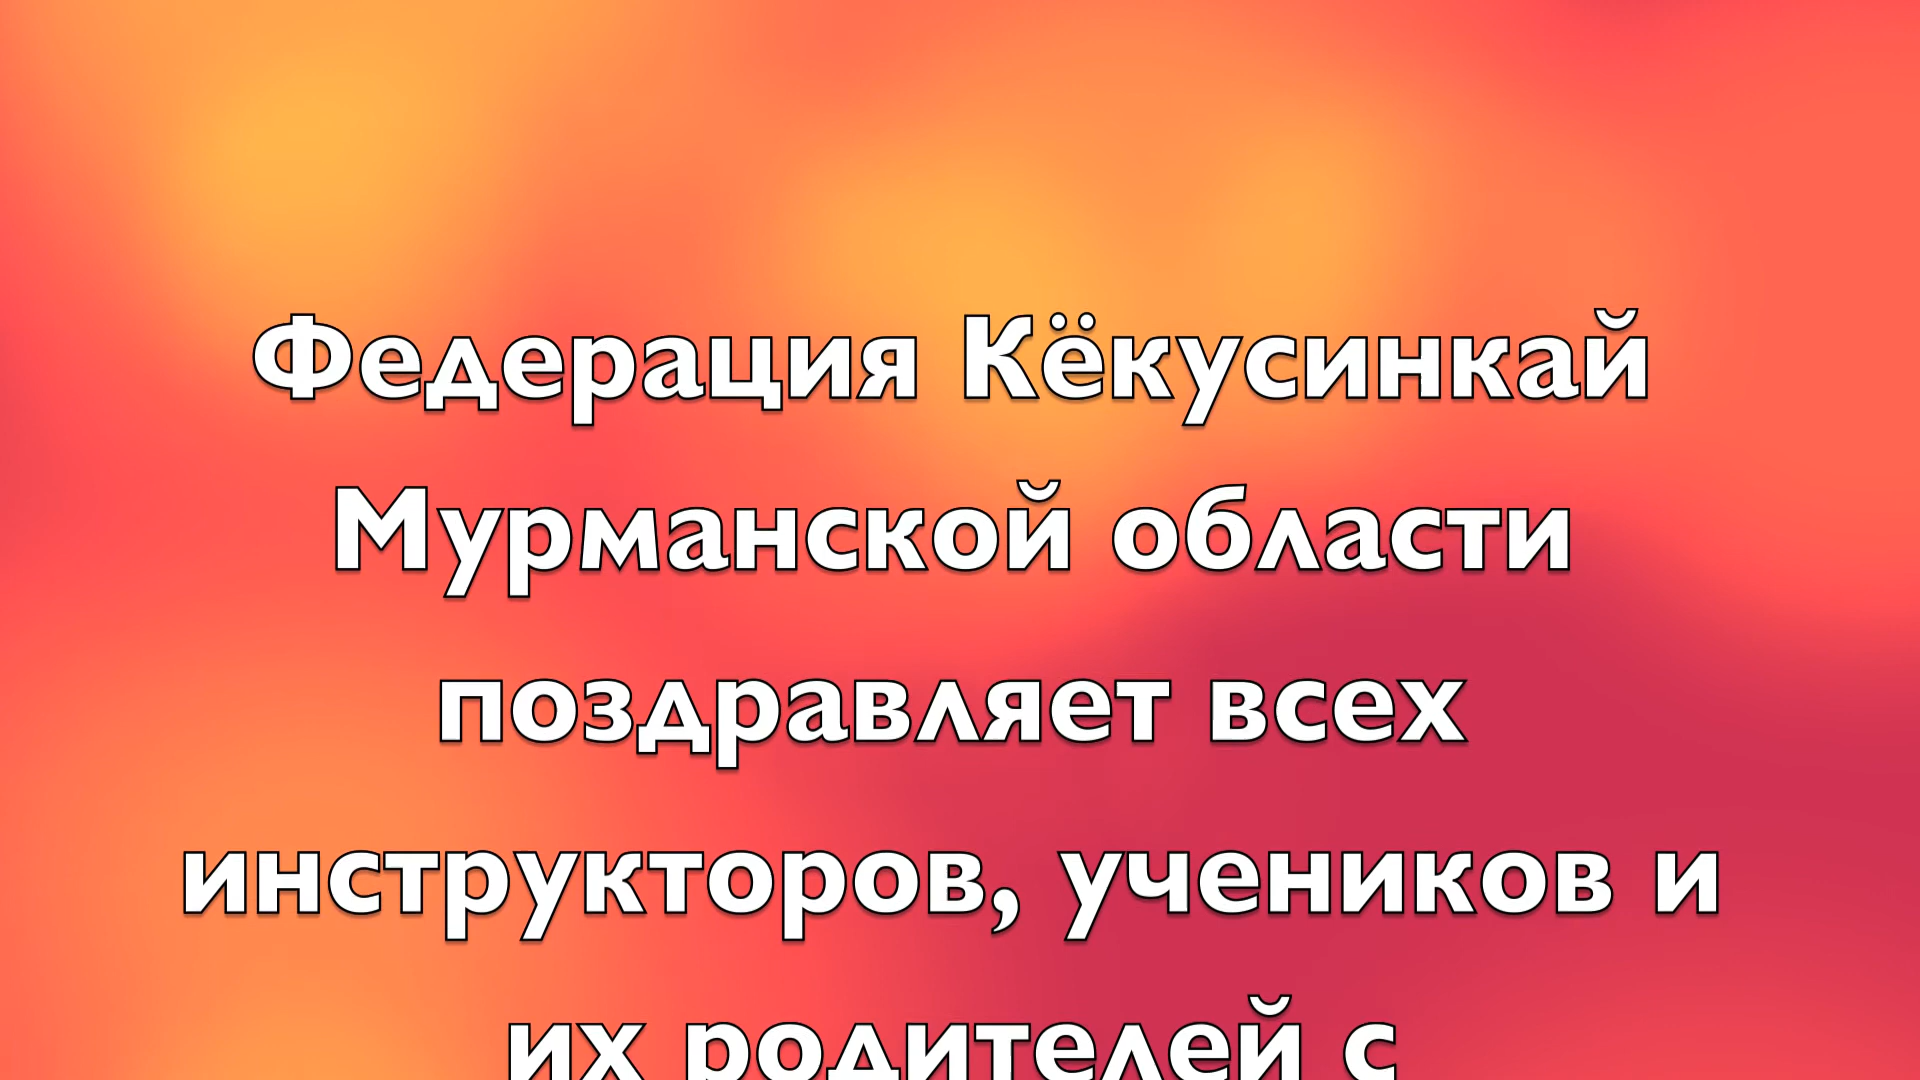 Федерация Кёкусинкай
Мурманской области
поздравляет всех
инструкторов, учеников и
их родителей с